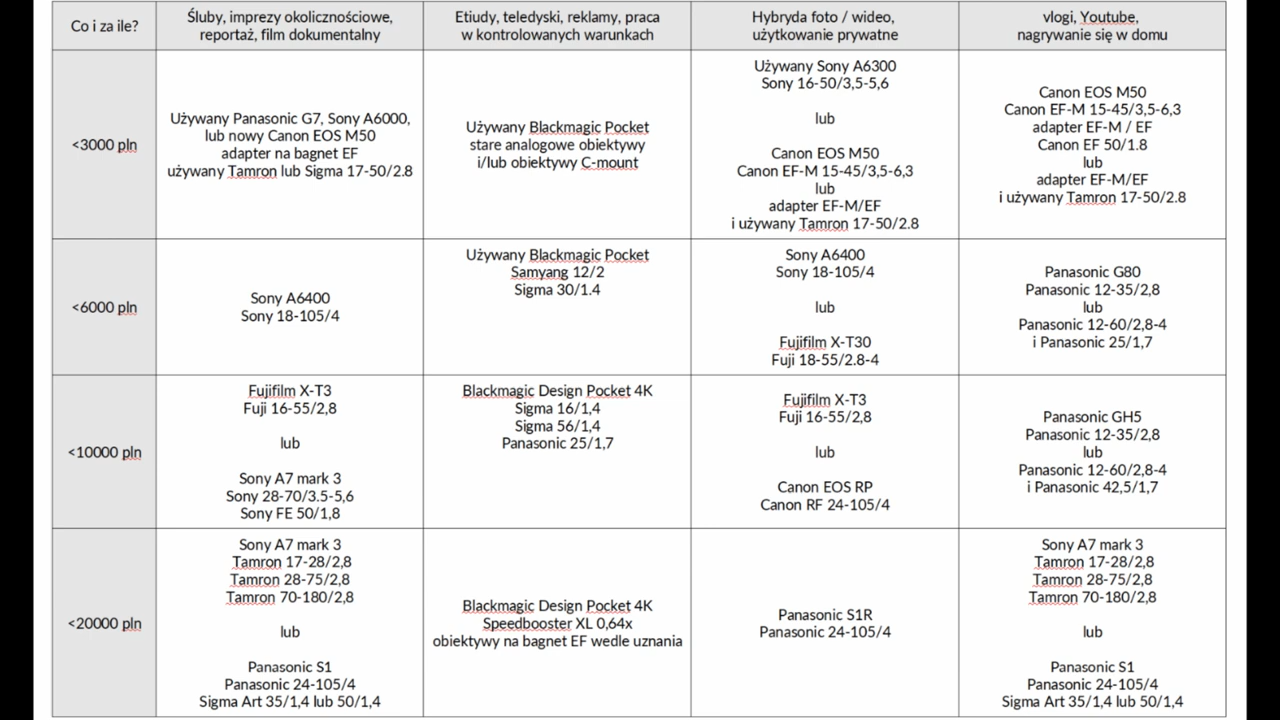 Co i za ile?
Śluby, imprezy okolicznościowe,
reportaż, film dokumentalny
Etiudy, teledyski, reklamy, praca
w kontrolowanych warunkach
Hybryda foto / wideo,
użytkowanie prywatne
vlogi, Youtube,
nagrywanie się w domu
<3000 pln
Używany Panasonic G7, Sony A6000,
lub nowy Canon EOS M50
adapter na bagnet EF
używany Tamron lub Sigma 17-50/2.8
Używany Blackmagic Pocket
stare analogowe obiektywy
i/lub obiektywy C-mount
Używany Sony A6300
Sony 16-50/3,5-5,6
lub
Canon EOS M50
Canon EF-M 15-45/3,5-6,3
lub
adapter EF-M/EF
i używany Tamron 17-50/2.8
Canon EOS M50
Canon EF-M 15-45/3,5-6,3
adapter EF-M / EF
Canon EF 50/1.8
lub
adapter EF-M/EF
i używany Tamron 17-50/2.8
<6000 pln
Sony A6400
Sony 18-105/4
Używany Blackmagic Pocket
Samyang 12/2
Sigma 30/1.4
Sony A6400
Sony 18-105/4
lub
Fujifilm X-T30
Fuji 18-55/2.8-4
Panasonic G80
Panasonic 12-35/2,8
lub
Panasonic 12-60/2,8-4
i Panasonic 25/1,7
<10000 pln
Fujifilm X-T3
Fuji 16-55/2,8
lub
Sony A7 mark 3
Sony 28-70/3.5-5,6
Sony FE 50/1,8
Blackmagic Design Pocket 4K
Sigma 16/1,4
Sigma 56/1,4
Panasonic 25/1,7
Fujifilm X-T3
Fuji 16-55/2,8
lub
Canon EOS RP
Canon RF 24-105/4
Panasonic GH5
Panasonic 12-35/2,8
lub
Panasonic 12-60/2,8-4
i Panasonic 42,5/1,7
<20000 pln
Sony A7 mark 3
Tamron 17-28/2,8
Tamron 28-75/2,8
Tamron 70-180/2,8
lub
Panasonic S1
Panasonic 24-105/4
Sigma Art 35/1,4 lub 50/1,4
Blackmagic Design Pocket 4K
Speedbooster XL 0,64x
obiektywy na bagnet EF wedle uznania
Panasonic S1R
Panasonic 24-105/4
Sony A7 mark 3
Tamron 17-28/2,8
Tamron 28-75/2,8
Tamron 70-180/2,8
lub
Panasonic S1
Panasonic 24-105/4
Sigma Art 35/1,4 lub 50/1,4